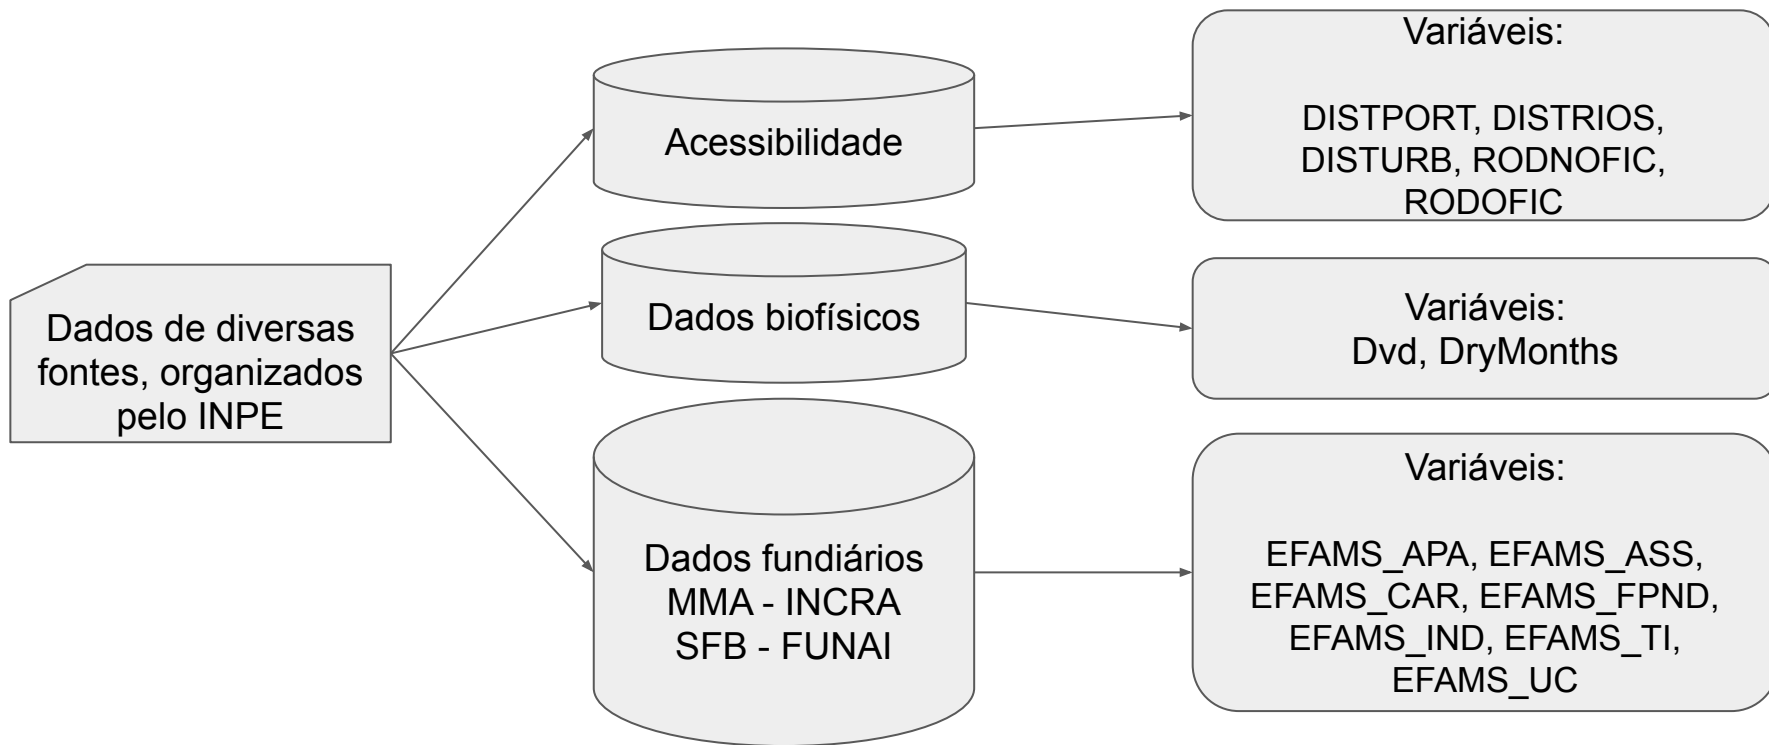 Dados de diversas
fontes, organizados
pelo INPE
Acessibilidade
Variáveis:
DISTPORT, DISTRIOS,
DISTURB, RODNOFIC,
RODOFIC
Dados biofísicos
Variáveis:
Dvd, DryMonths
Dados fundiários
MMA - INCRA
SFB - FUNAI
Variáveis:
EFAMS_APA, EFAMS_ASS,
EFAMS_CAR, EFAMS_FPND,
EFAMS_IND, EFAMS_TI,
EFAMS_UC